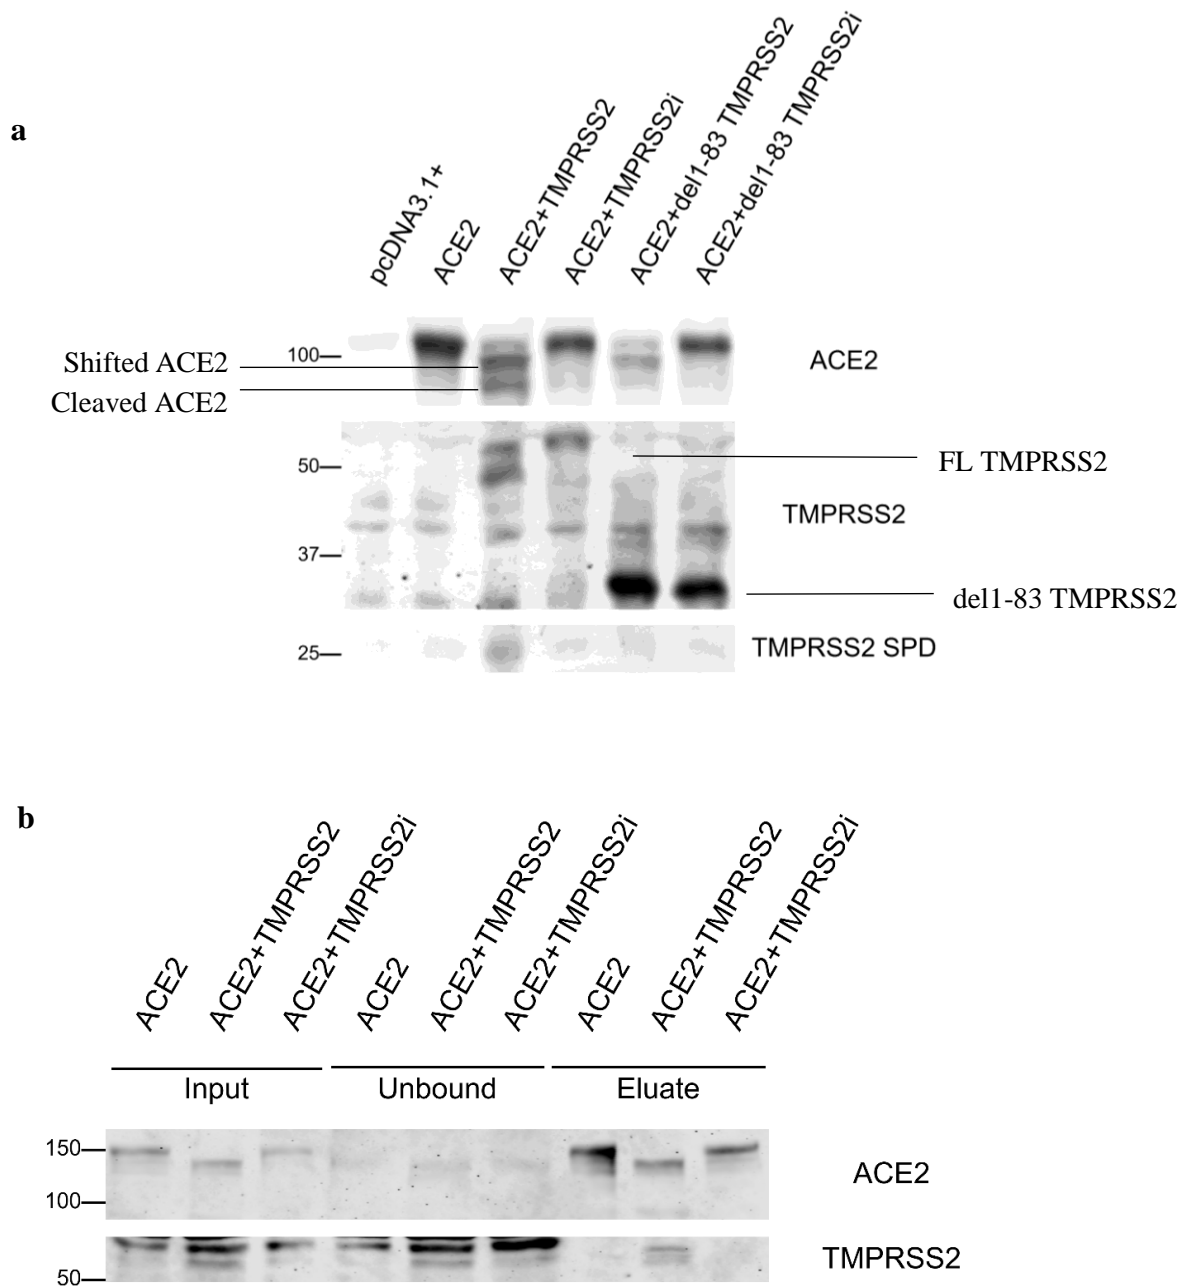 a
pcDNA3.1+
ACE2
ACE2+TMPRSS2
ACE2+TMPRSS2i
ACE2+del1-83 TMPRSS2
ACE2+del1-83 TMPRSS2i
Shifted ACE2
Cleaved ACE2
100
ACE2
50
FL TMPRSS2
TMPRSS2
37
del1-83 TMPRSS2
25
TMPRSS2 SPD
b
ACE2
ACE2+TMPRSS2
ACE2+TMPRSS2i
ACE2
ACE2+TMPRSS2
ACE2+TMPRSS2i
ACE2
ACE2+TMPRSS2
ACE2+TMPRSS2i
Input
Unbound
Eluate
150
100
ACE2
TMPRSS2
50